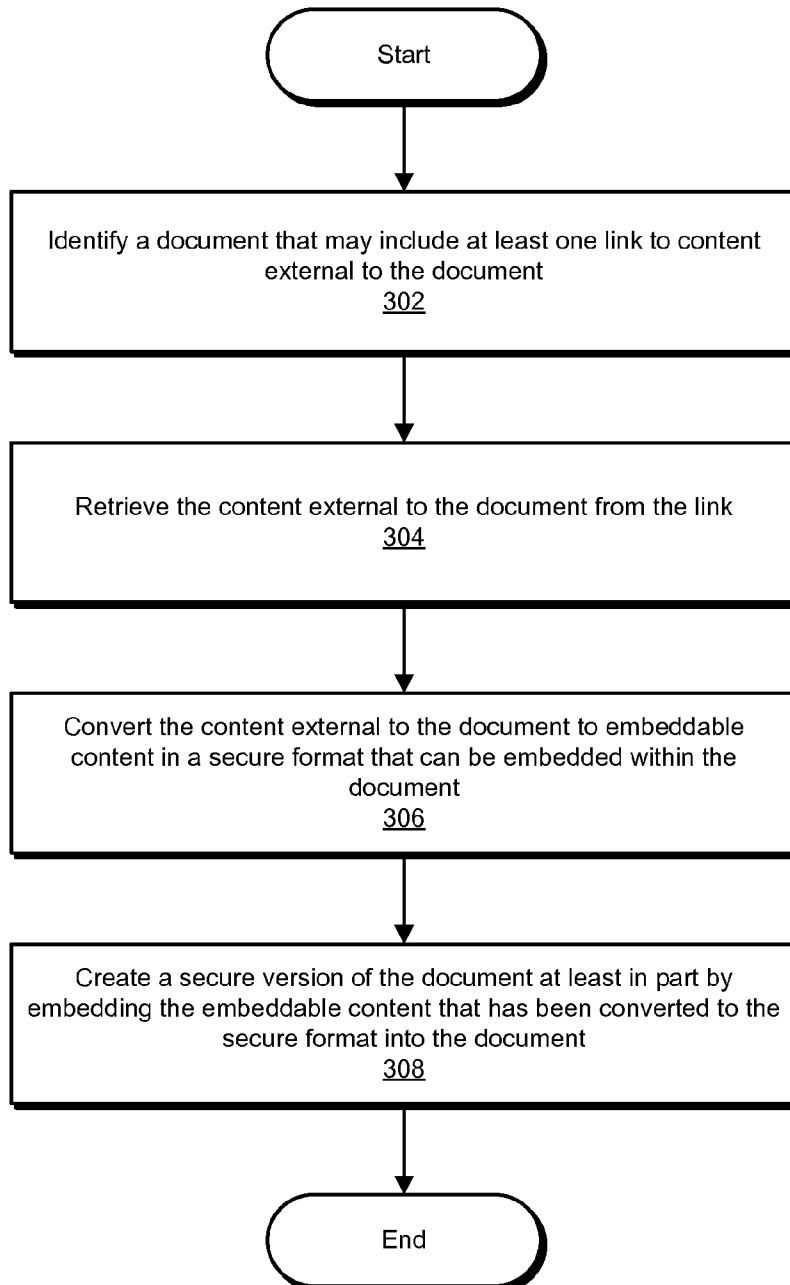 Start
Identify a document that may include at least one link to content
external to the document
302
Retrieve the content external to the document from the link
304
Convert the content external to the document to embeddable
content in a secure format that can be embedded within the
document
306
Create a secure version of the document at least in part by
embedding the embeddable content that has been converted to the
secure format into the document
308
End